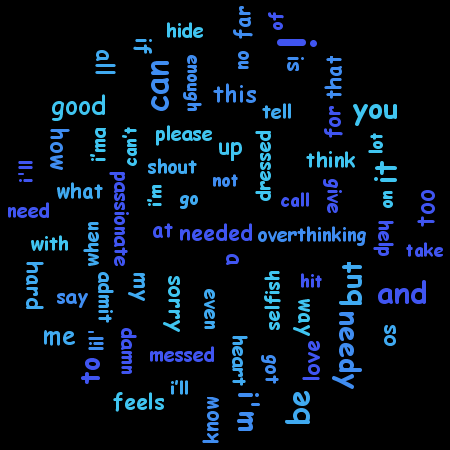 hide
far
of
i
if
all
is
can
enough
no
that
this
good
tell
you
for
how
i'ma
can't
please
up
dressed
lot
think
it
i'll
shout
not
what
i'm
go
passionate
call
give
on
too
need
at
needed
overthinking
help
with
when
a
take
hard
say
admit
my
sorry
even
selfish
hit
but
and
way
me
lil'
to
damn
messed
heart
got
love
needy
so
feels
i'll
know
i'm
be